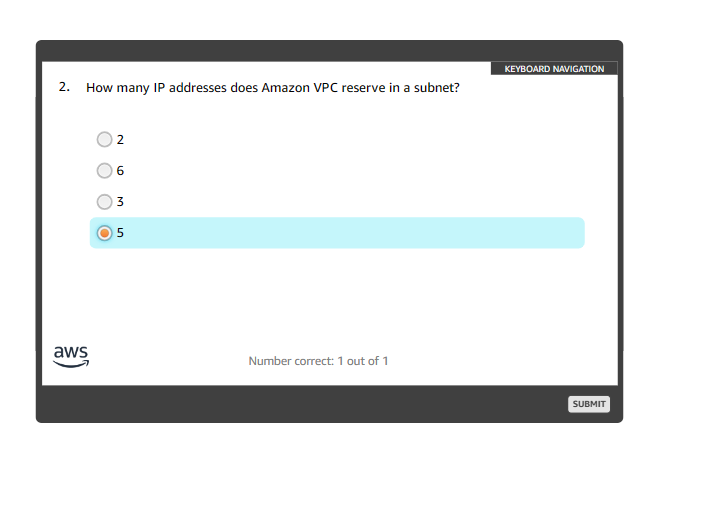 KEYBOARD NAVIGATION
2. How many IP addresses does Amazon VPC reserve in a subnet?
2
6
3
5
aws
Number correct: 1 out of 1
SUBMIT